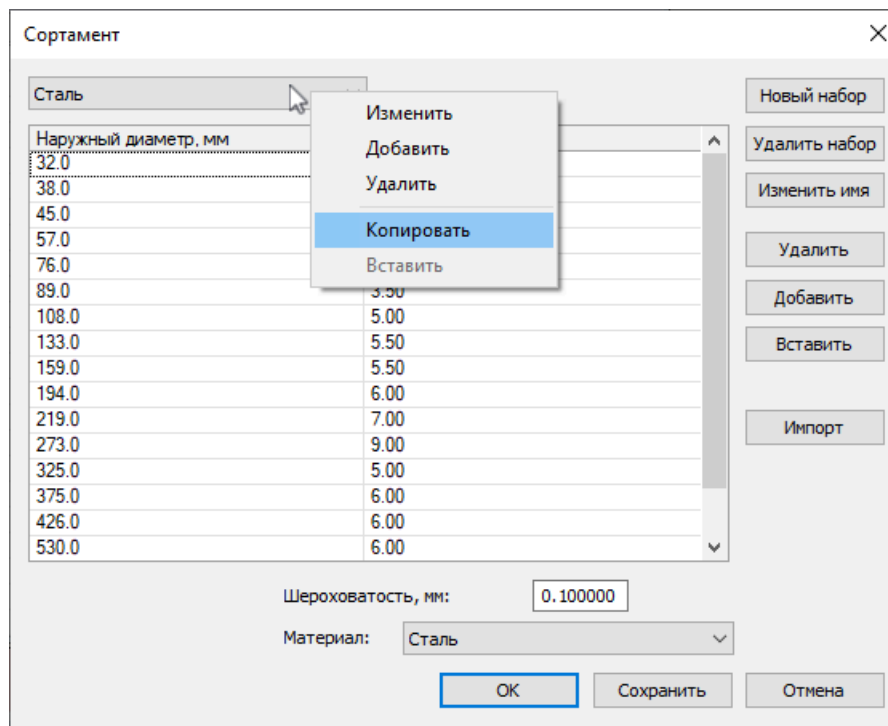 Сортамент
Сталь
Новый набор
Изменить
Наружный диаметр, мм
Удалить набор
Добавить
32.0
Удалить
38.0
Изменить имя
45.0
Копировать
57.0
Удалить
76.0
Вставить
89.0 3.50
Добавить
108.0 5.00
133.0 5.50
Вставить
159.0 5.50
194.0 6.00
219.0 7.00
Импорт
273.0 9.00
325.0 5.00
375.0 6.00
426.0 6.00
530.0 6.00
Шероховатость, мм: 0.100000
Материал: Сталь
OK Сохранить Отмена